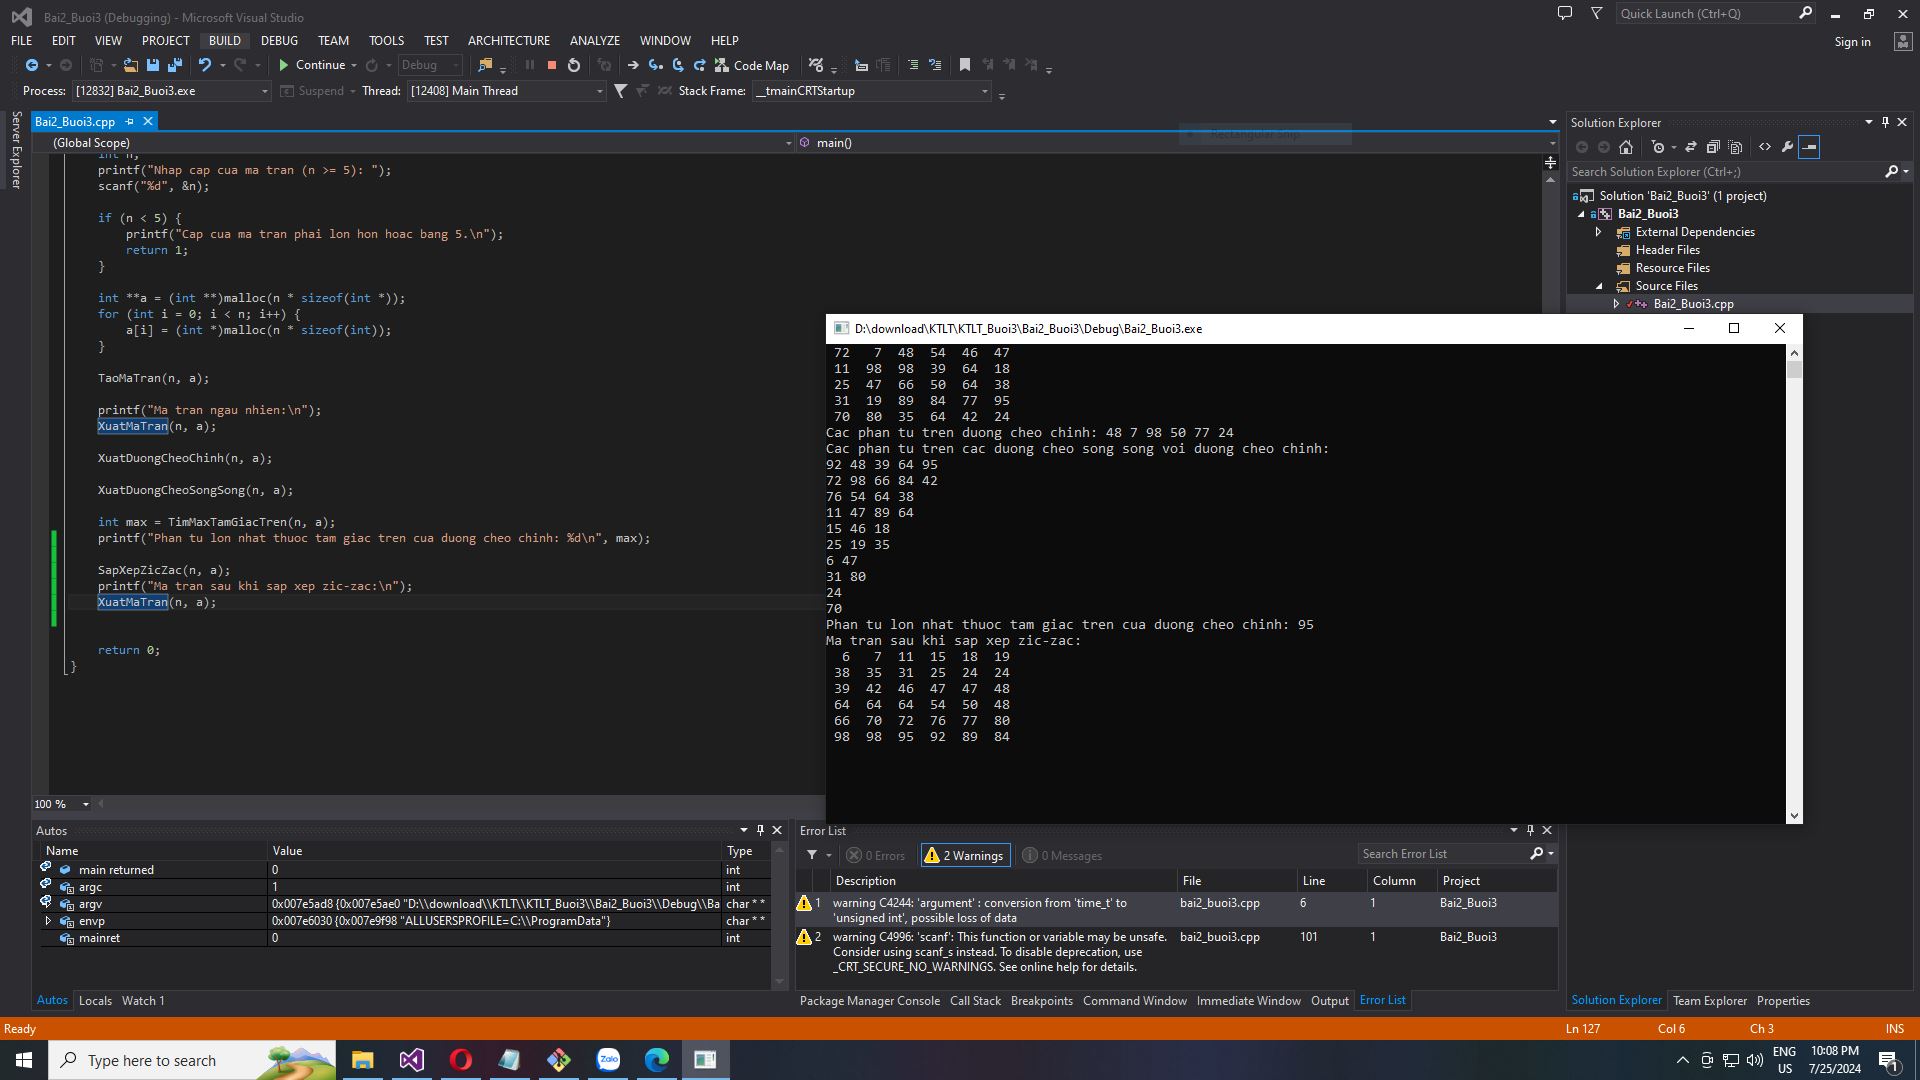 Bai2_Buoi3 (Debugging) - Microsoft Visual Studio
Quick Launch (Ctrl+Q)
FILE EDIT VIEW PROJECT BUILD DEBUG TEAM TOOLS TEST ARCHITECTURE ANALYZE WINDOW HELP
Sign in
Continue Debug Code Map
Process: [12832] Bai2_Buoi3.exe Suspend Thread: [12408] Main Thread Stack Frame: __tmainCRTStartup
Server Explorer
Bai2_Buoi3.cpp
Rectangular Snip
(Global Scope) main()
int n;
printf("Nhap cap cua ma tran (n >= 5): ");
scanf("%d", &n);
if (n < 5) {
printf("Cap cua ma tran phai lon hon hoac bang 5.\n");
return 1;
}
int **a = (int **)malloc(n * sizeof(int *));
for (int i = 0; i < n; i++) {
a[i] = (int *)malloc(n * sizeof(int));
}
TaoMaTran(n, a);
printf("Ma tran ngau nhien:\n");
XuatMaTran(n, a);
XuatDuongCheoChinh(n, a);
XuatDuongCheoSongSong(n, a);
int max = TimMaxTamGiacTren(n, a);
printf("Phan tu lon nhat thuoc tam giac tren cua duong cheo chinh: %d\n", max);
SapXepZicZac(n, a);
printf("Ma tran sau khi sap xep zic-zac:\n");
XuatMaTran(n, a);
return 0;
}
100 %
Solution Explorer
Search Solution Explorer (Ctrl+;)
Solution 'Bai2_Buoi3' (1 project)
Bai2_Buoi3
External Dependencies
Header Files
Resource Files
Source Files
Bai2_Buoi3.cpp
D:\download\KTLT\KTLT_Buoi3\Bai2_Buoi3\Debug\Bai2_Buoi3.exe
72 7 48 54 46 47
11 98 98 39 64 18
25 47 66 50 64 38
31 19 89 84 77 95
70 80 35 64 42 24
Cac phan tu tren duong cheo chinh: 48 7 98 50 77 24
Cac phan tu tren cac duong cheo song song voi duong cheo chinh:
92 48 39 64 95
72 98 66 84 42
76 54 64 38
11 47 89 64
15 46 18
25 19 35
6 47
31 80
24
70
Phan tu lon nhat thuoc tam giac tren cua duong cheo chinh: 95
Ma tran sau khi sap xep zic-zac:
6 7 11 15 18 19
38 35 31 25 24 24
39 42 46 47 47 48
64 64 64 54 50 48
66 70 72 76 77 80
98 98 95 92 89 84
Autos
Name Value Type
main returned 0 int
argc 1 int
argv 0x007e5ad8 {0x007e5ae0 "D:\\download\\KTLT\\KTLT_Buoi3\\Bai2_Buoi3\\Debug\\Ba char * *
envp 0x007e6030 {0x007e9f98 "ALLUSERSPROFILE=C:\\ProgramData"} char * *
mainret 0 int
Autos Locals Watch 1
Error List
0 Errors 2 Warnings 0 Messages Search Error List
Description File Line Column Project
1 warning C4244: 'argument' : conversion from 'time_t' to bai2_buoi3.cpp 6 1 Bai2_Buoi3
'unsigned int', possible loss of data
2 warning C4996: 'scanf': This function or variable may be unsafe. bai2_buoi3.cpp 101 1 Bai2_Buoi3
Consider using scanf_s instead. To disable deprecation, use
_CRT_SECURE_NO_WARNINGS. See online help for details.
Package Manager Console Call Stack Breakpoints Command Window Immediate Window Output Error List
Solution Explorer Team Explorer Properties
Ready Ln 127 Col 6 Ch 3 INS
Type here to search
Zalo
ENG
US
10:08 PM
7/25/2024
1